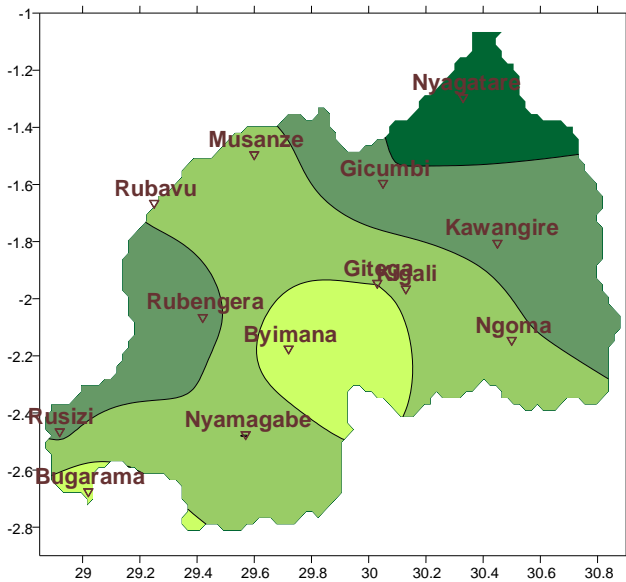 -1
-1.2
-1.4
-1.6
-1.8
-2
-2.2
-2.4
-2.6
-2.8
Nyagatare
Musanze
Gicumbi
Rubavu
Kawangire
Gitega
Kigali
Rubengera
Ngoma
Byimana
Rusizi
Nyamagabe
Bugarama
29 29.2 29.4 29.6 29.8 30 30.2 30.4 30.6 30.8